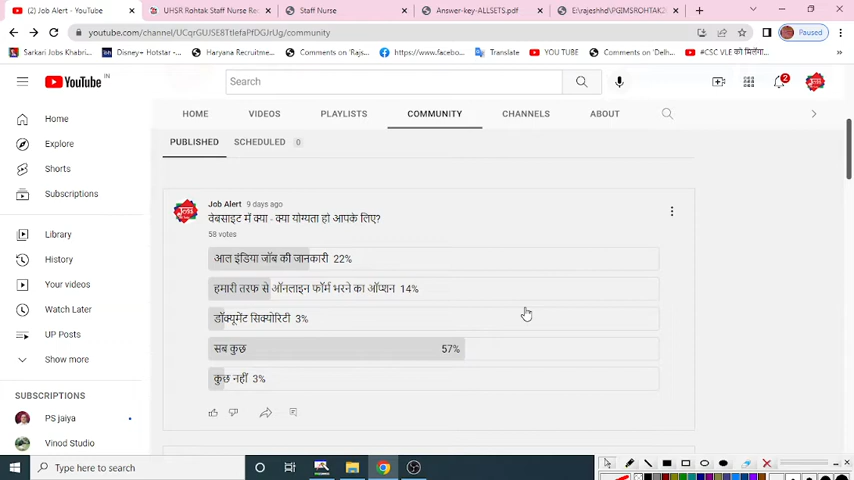 (2) Job Alert - YouTube
UHSR Rohtak Staff Nurse Re
Staff Nurse
Answer-key-ALLSETS.pdf
E:\rajeshhd\PGIMSROHTAK2
youtube.com/channel/UCqrGUJSE8TtlefaPfDGJrUg/community
Paused
Sarkari Jobs Khabri...
Disney+ Hotstar - ...
Haryana Recruitme...
Comments on 'Rajs...
Translate
YOU TUBE
Comments on 'Delh...
#CSC VLE को मिलेंगे...
YouTube IN
Search
2
HOME
VIDEOS
PLAYLISTS
COMMUNITY
CHANNELS
ABOUT
PUBLISHED
SCHEDULED 0
Home
Explore
Shorts
Subscriptions
Library
History
Your videos
Watch Later
UP Posts
Show more
SUBSCRIPTIONS
PS jaiya
Vinod Studio
Job Alert 9 days ago
वेबसाइट में क्या - क्या योग्यता हो आपके लिए?
58 votes
आल इंडिया जॉब की जानकारी 22%
हमारी तरफ से ऑनलाइन फॉर्म भरने का ऑप्शन 14%
डॉक्यूमेंट सिक्योरिटी 3%
सब कुछ 57%
कुछ नहीं 3%
Type here to search